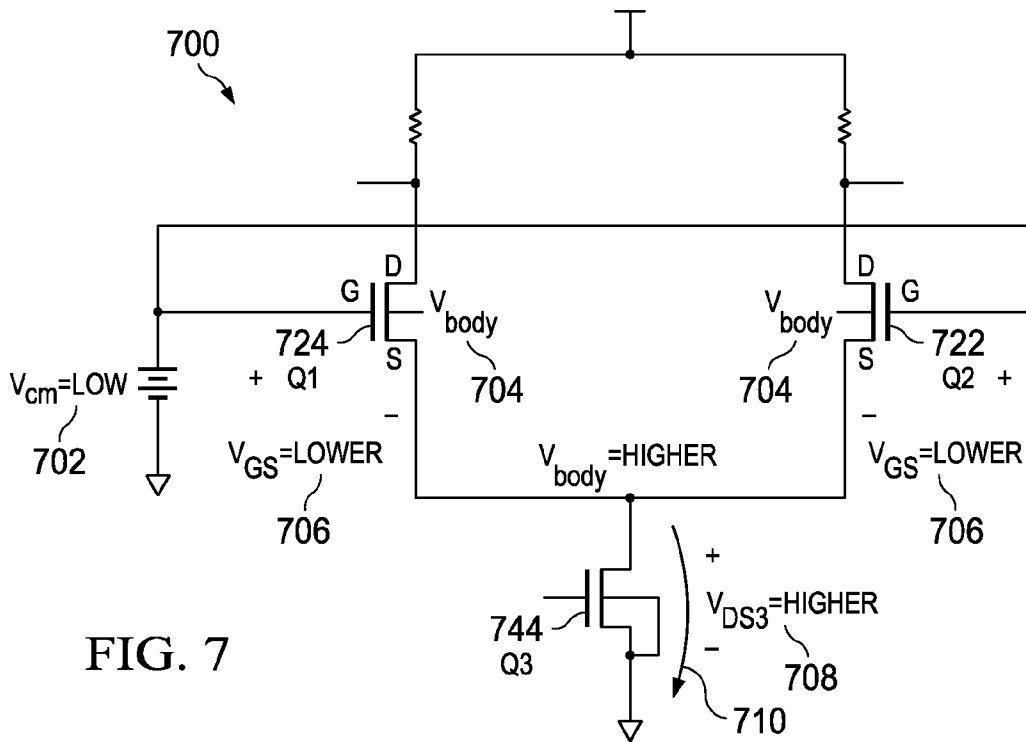 700
D
G
V_body
724
Q1
S
704
+
−
V_cm=LOW
702
V_GS=LOWER
706
D
G
V_body
722
Q2
S
704
+
−
V_GS=LOWER
706
V_body=HIGHER
744
Q3
+
V_DS3=HIGHER
−
708
710
FIG. 7